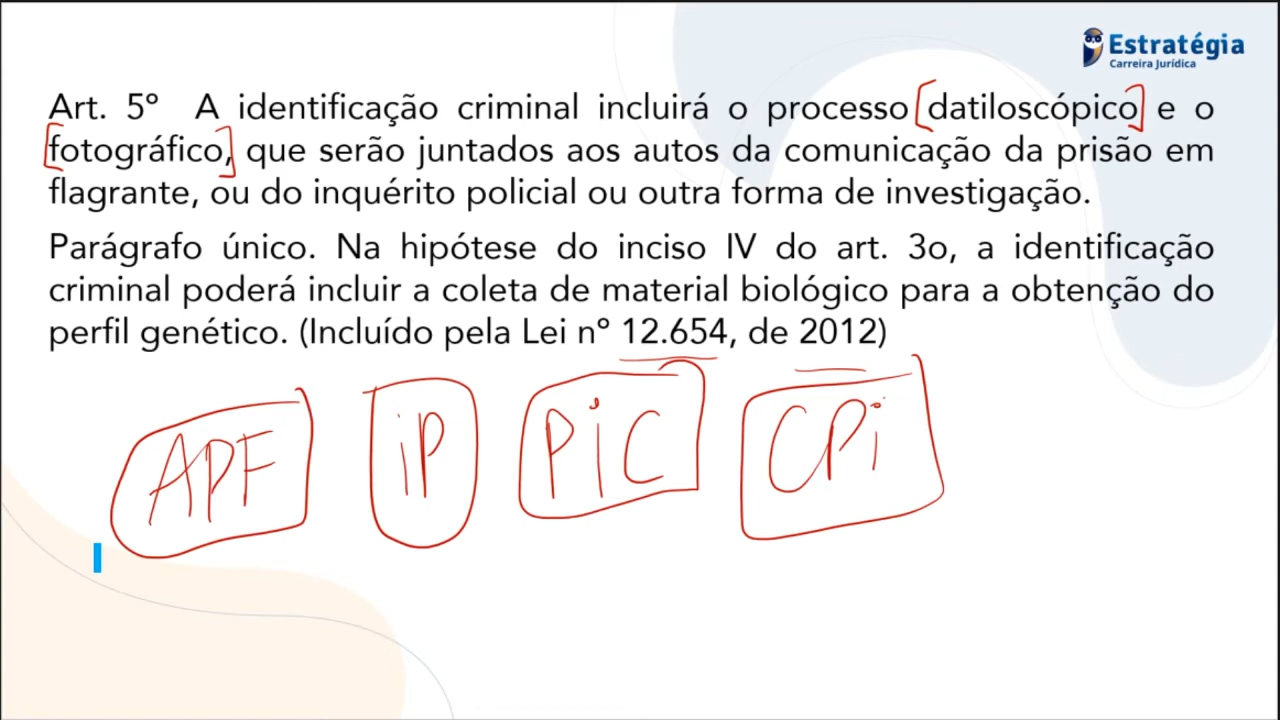 Estratégia
Carreira Jurídica
Art. 5º A identificação criminal incluirá o processo datiloscópico e o
fotográfico, que serão juntados aos autos da comunicação da prisão em
flagrante, ou do inquérito policial ou outra forma de investigação.
Parágrafo único. Na hipótese do inciso IV do art. 3o, a identificação
criminal poderá incluir a coleta de material biológico para a obtenção do
perfil genético. (Incluído pela Lei nº 12.654, de 2012)
APF iP PiC CPi